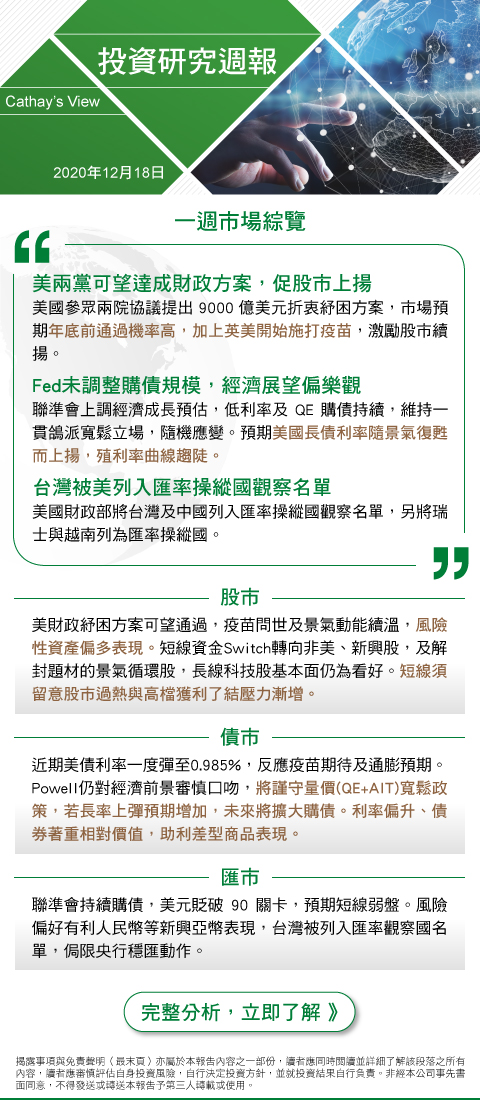 投資研究週報
Cathay's View
2020年12月18日
一週市場綜覽
美兩黨可望達成財政方案，促股市上揚
美國參眾兩院協議提出 9000 億美元折衷紓困方案，市場預
期年底前通過機率高，加上英美開始施打疫苗，激勵股市續
揚。
Fed未調整購債規模，經濟展望偏樂觀
聯準會上調經濟成長預估，低利率及 QE 購債持續，維持一
貫鴿派寬鬆立場，隨機應變。預期美國長債利率隨景氣復甦
而上揚，殖利率曲線趨陡。
台灣被美列入匯率操縱國觀察名單
美國財政部將台灣及中國列入匯率操縱國觀察名單，另將瑞
士與越南列為匯率操縱國。
股市
美財政紓困方案可望通過，疫苗問世及景氣動能續溫，風險
性資產偏多表現。短線資金Switch轉向非美、新興股，及解
封題材的景氣循環股，長線科技股基本面仍為看好。短線須
留意股市過熱與高檔獲利了結壓力漸增。
債市
近期美債利率一度彈至0.985%，反應疫苗期待及通膨預期。
Powell仍對經濟前景審慎口吻，將謹守量價(QE+AIT)寬鬆政
策，若長率上彈預期增加，未來將擴大購債。利率偏升、債
券著重相對價值，助利差型商品表現。
匯市
聯準會持續購債，美元貶破 90 關卡，預期短線弱盤。風險
偏好有利人民幣等新興亞幣表現，台灣被列入匯率觀察國名
單，侷限央行穩匯動作。
完整分析，立即了解 》
揭露事項與免責聲明（最末頁）亦屬於本報告內容之一部份，讀者應同時閱讀並詳細了解該段落之所有
內容，讀者應審慎評估自身投資風險，自行決定投資方針，並就投資結果自行負責。非經本公司事先書
面同意，不得發送或轉送本報告予第三人轉載或使用。